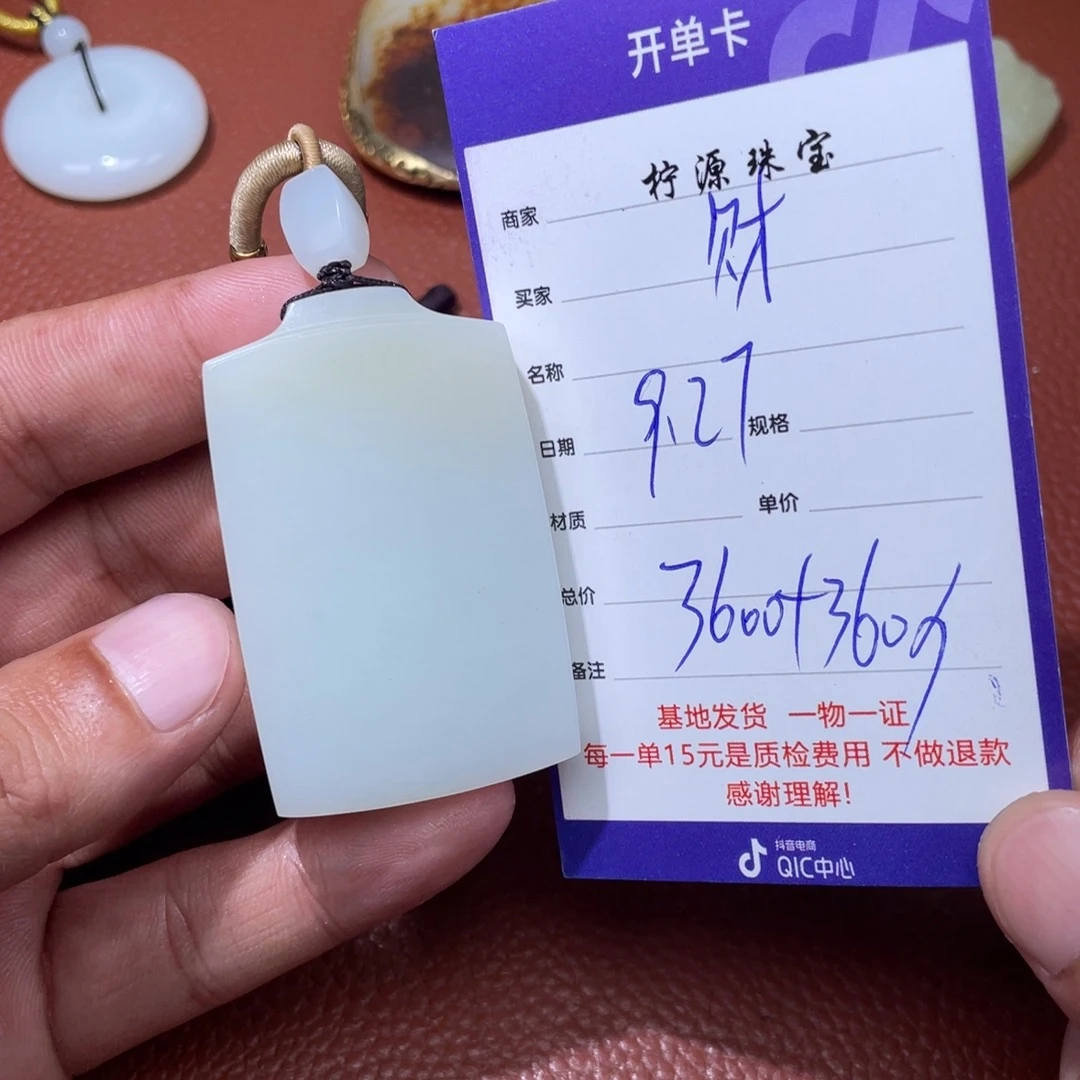 开单卡
商家 柠源珠宝
买家 财
名称
日期 9.27 规格
材质 单价
总价 3600+360
备注
基地发货 一物一证
每一单15元是质检费用 不做退款
感谢理解!
抖音电商
QIC中心